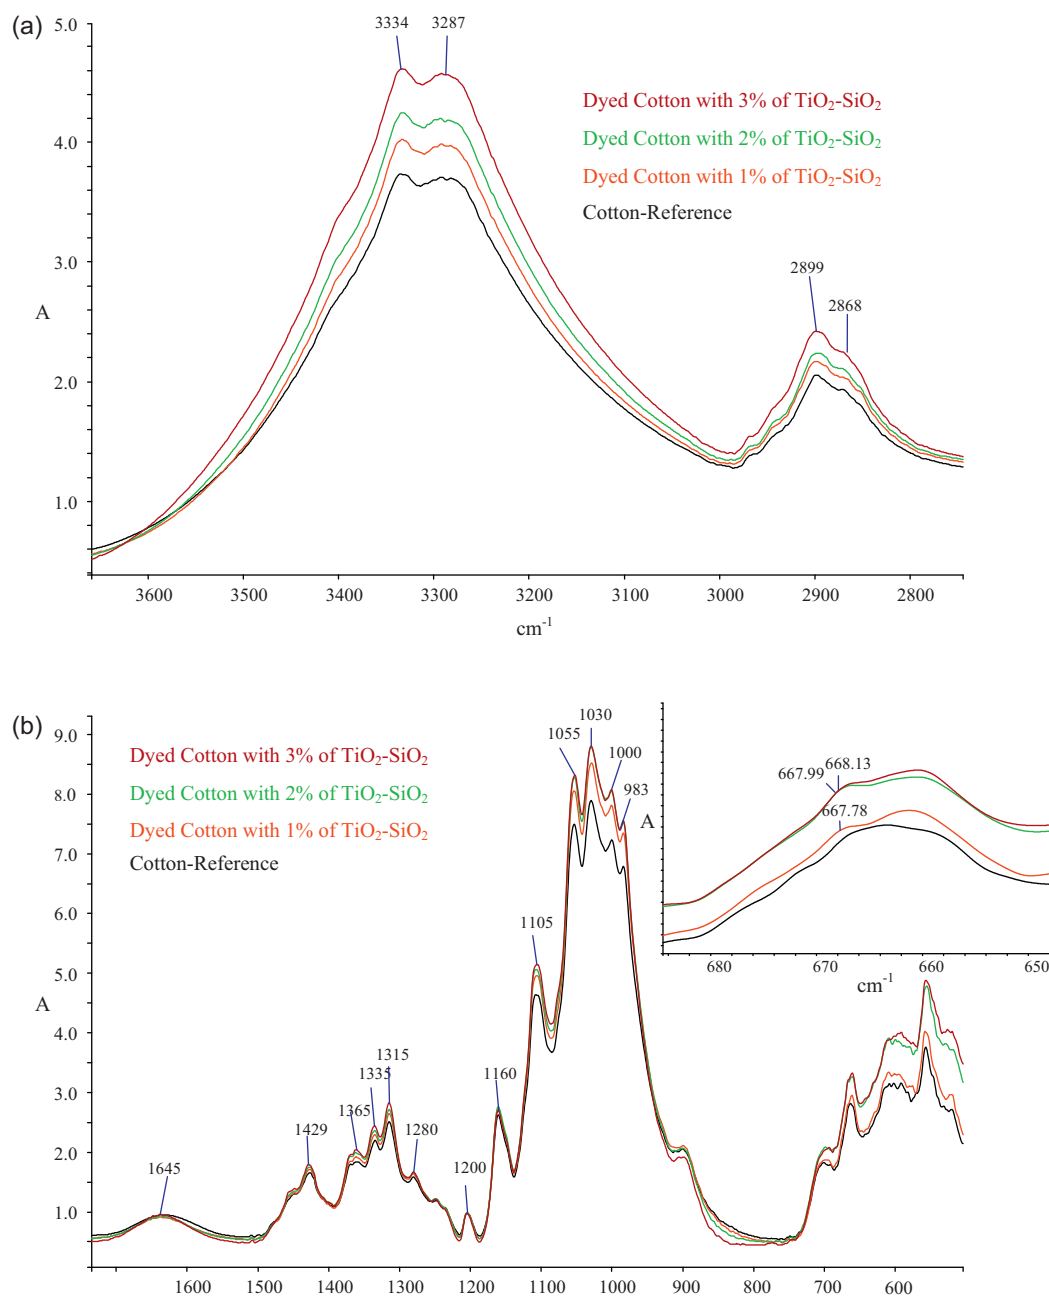 (a)
3334 3287
5.0
4.0
3.0
2.0
1.0
A
Dyed Cotton with 3% of TiO₂-SiO₂
Dyed Cotton with 2% of TiO₂-SiO₂
Dyed Cotton with 1% of TiO₂-SiO₂
Cotton-Reference
2899
2868
3600 3500 3400 3300 3200 3100 3000 2900 2800
cm⁻¹
(b)
9.0
8.0
7.0
6.0
5.0
4.0
3.0
2.0
1.0
A
Dyed Cotton with 3% of TiO₂-SiO₂
Dyed Cotton with 2% of TiO₂-SiO₂
Dyed Cotton with 1% of TiO₂-SiO₂
Cotton-Reference
1645
1429
1365
1335
1315
1280
1200
1160
1105
1055
1030
1000
983
A
667.99
668.13
667.78
680 670 660 650
cm⁻¹
1600 1500 1400 1300 1200 1100 1000 900 800 700 600